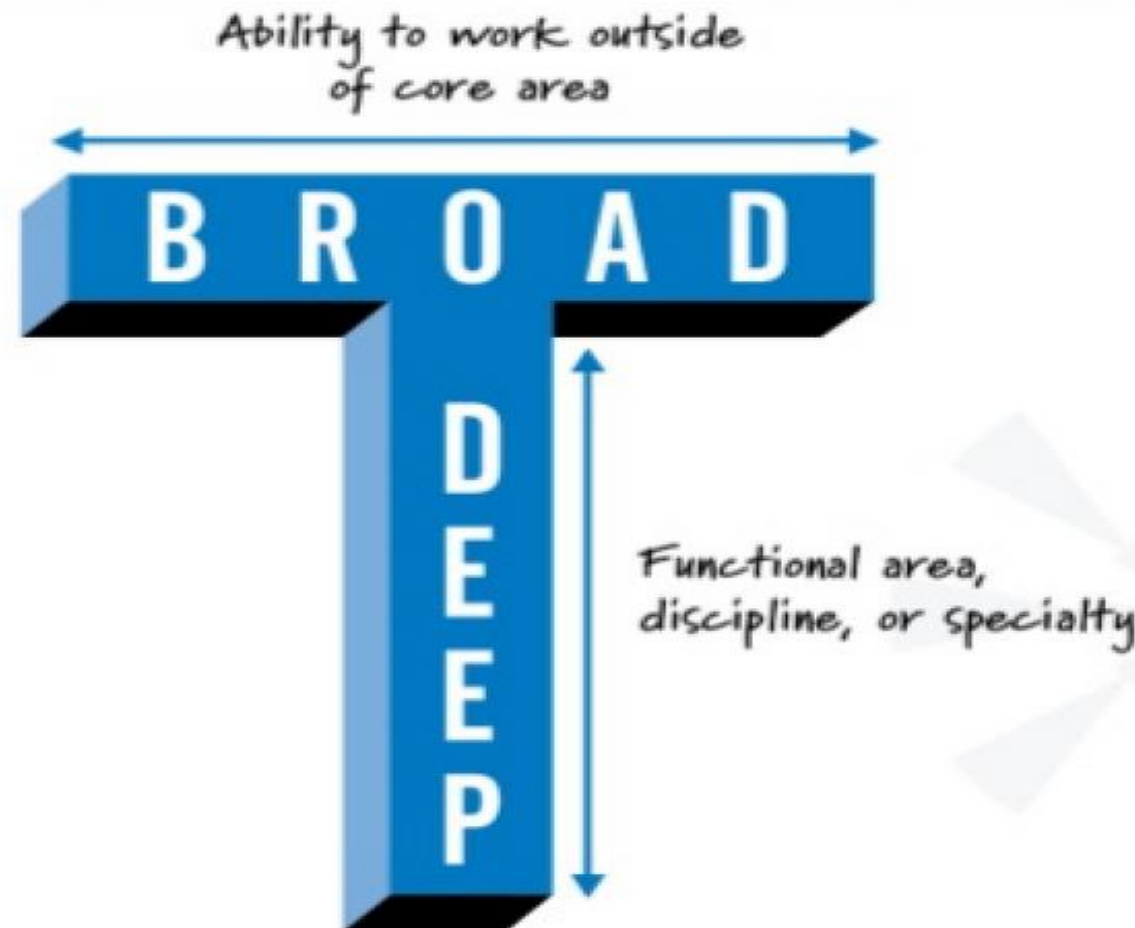 Ability to work outside
of core area
BROAD
DEEP
Functional area,
discipline, or specialty